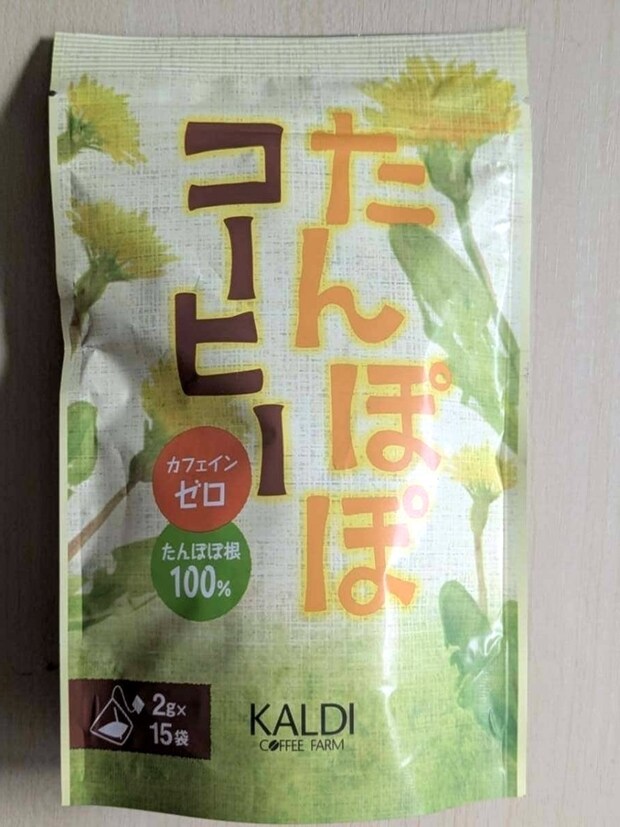 たんぽぽ
コーヒー
カフェイン
ゼロ
たんぽぽ根
100%
2g×
15袋
KALDI
COFFEE FARM